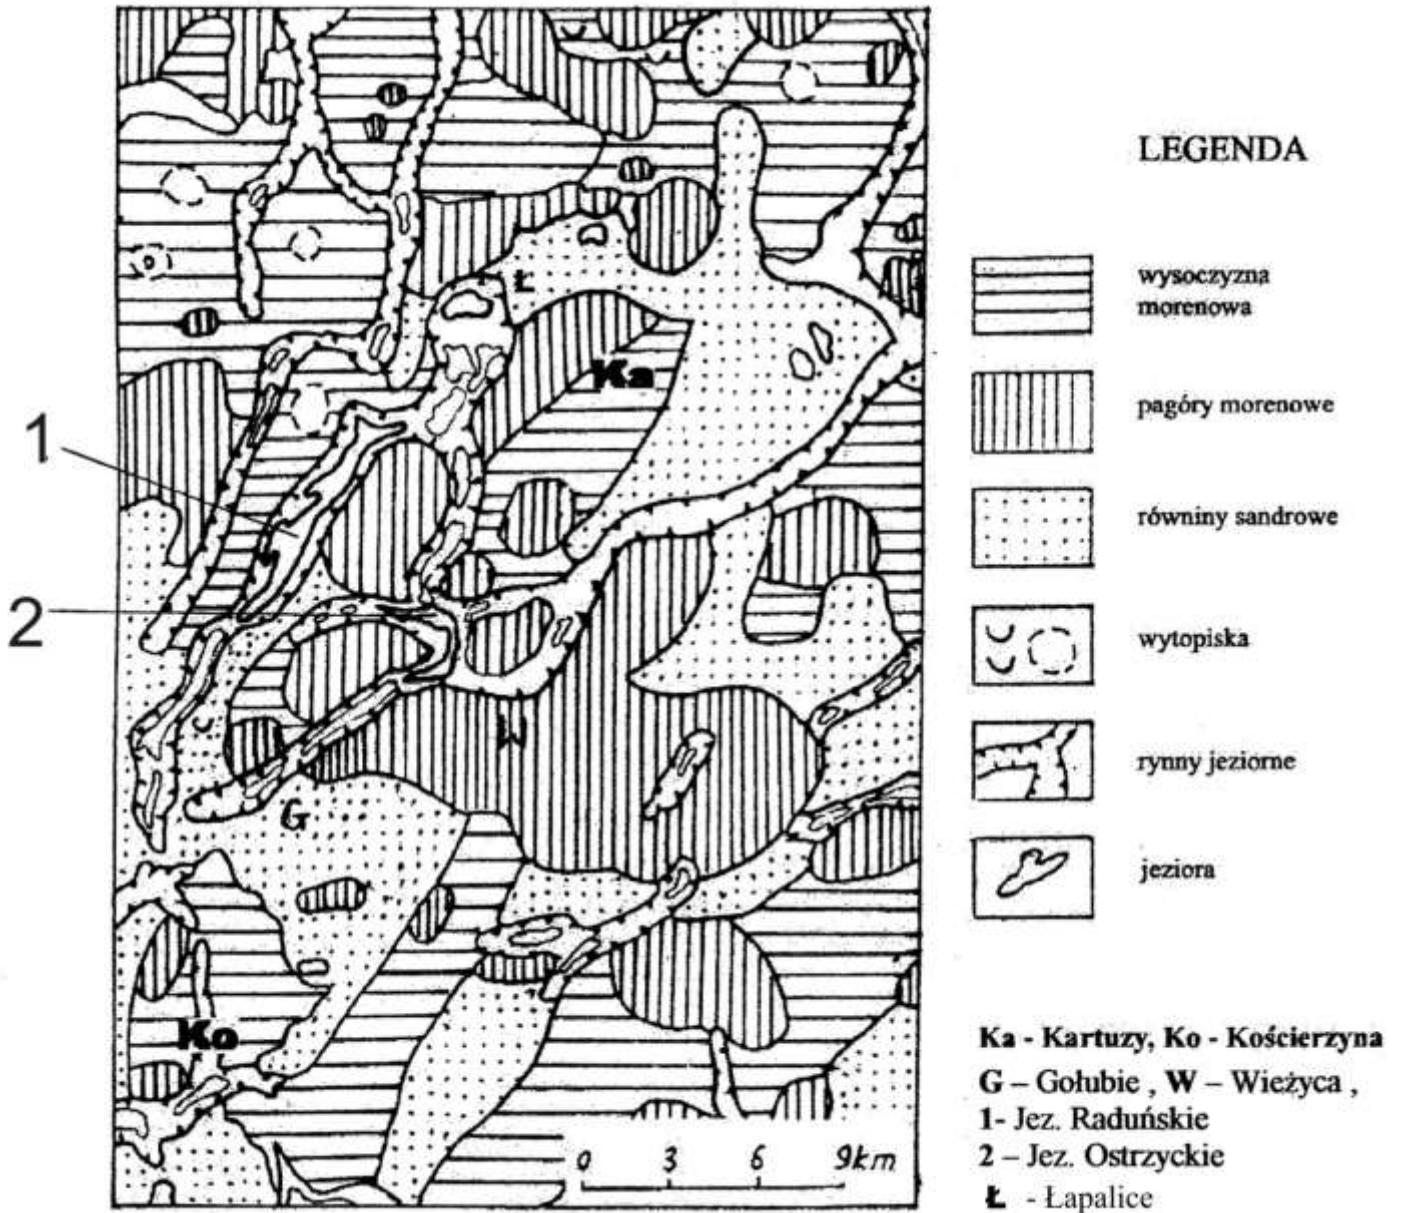 LEGENDA
wysoczyzna
morenowa
pagóry morenowe
równiny sandrowe
wytopiska
rynny jeziorne
jeziora
Ł
Ka
1
2
W
G
Ko
0 3 6 9km
Ka - Kartuzy, Ko - Kościerzyna
G – Gołubie , W – Wieżyca ,
1- Jez. Raduńskie
2 – Jez. Ostrzyckie
Ł - Łapalice